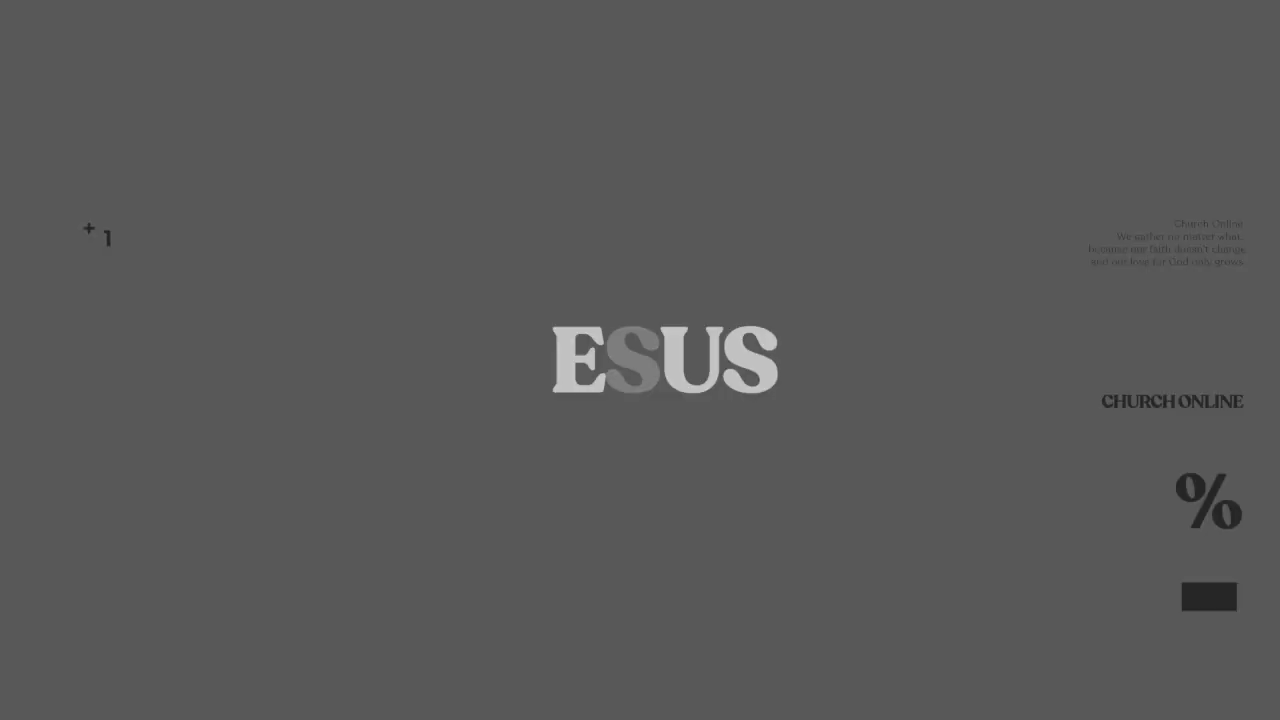 + 1
Church Online
We gather no matter what,
because our faith doesn't change
and our love for God only grows.
ESUS
CHURCH ONLINE
%